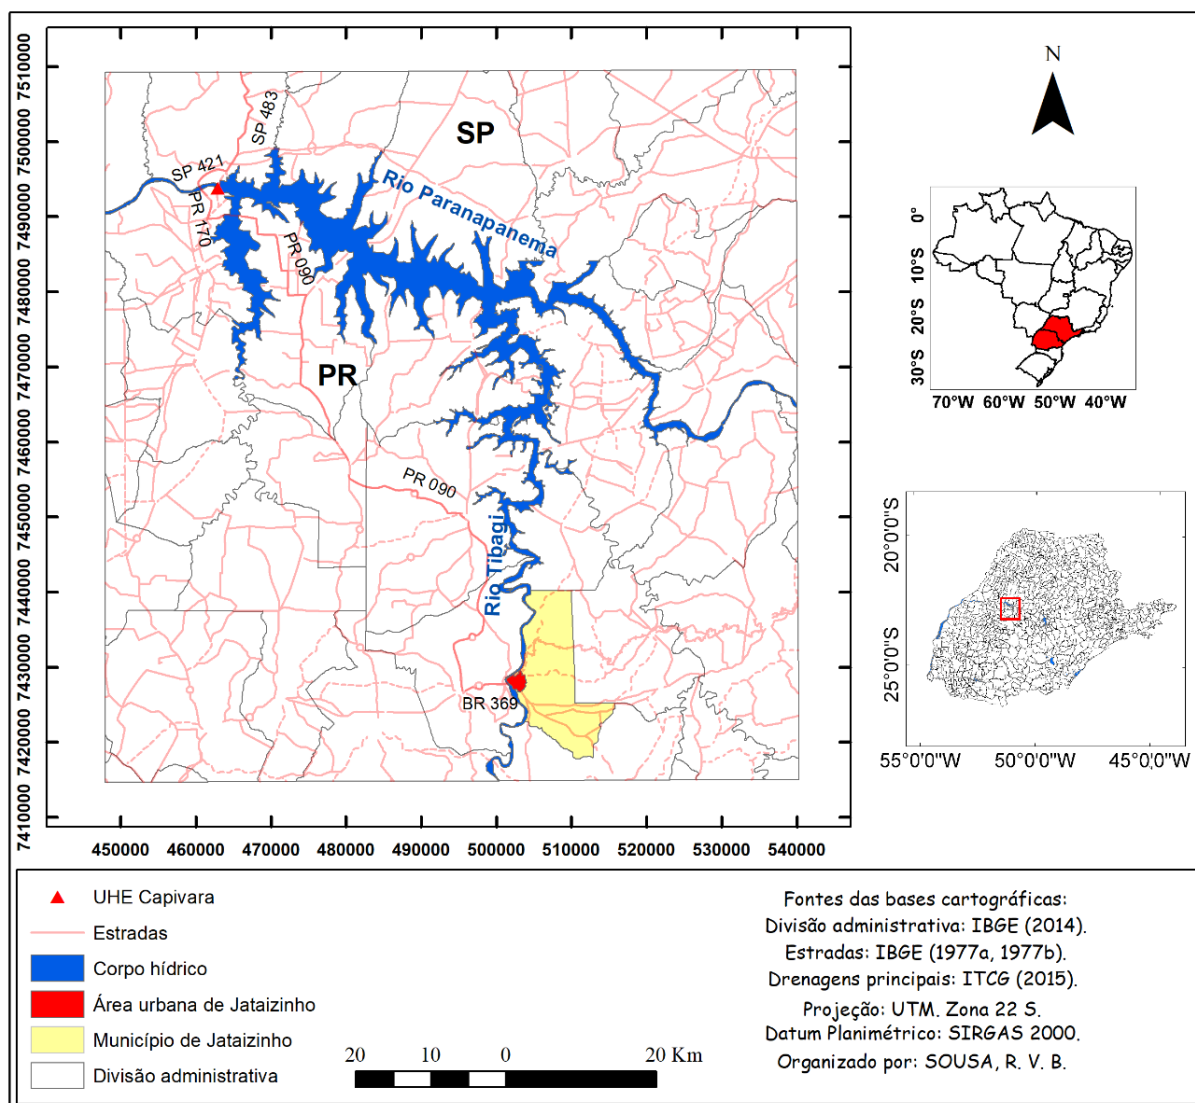 N
SP
PR
SP 483
SP 421
PR 170
PR 090
Rio Paranapanema
PR 090
Rio Tibagi
BR 369
7510000
7500000
7490000
7480000
7470000
7460000
7450000
7440000
7430000
7420000
7410000
450000 460000 470000 480000 490000 500000 510000 520000 530000 540000
0°
10°S
20°S
30°S
70°W 60°W 50°W 40°W
20°0'0"S
25°0'0"S
55°0'0"W 50°0'0"W 45°0'0"W
UHE Capivara
Estradas
Corpo hídrico
Área urbana de Jataizinho
Município de Jataizinho
Divisão administrativa
20 10 0 20 Km
Fontes das bases cartográficas:
Divisão administrativa: IBGE (2014).
Estradas: IBGE (1977a, 1977b).
Drenagens principais: ITCG (2015).
Projeção: UTM. Zona 22 S.
Datum Planimétrico: SIRGAS 2000.
Organizado por: SOUSA, R. V. B.